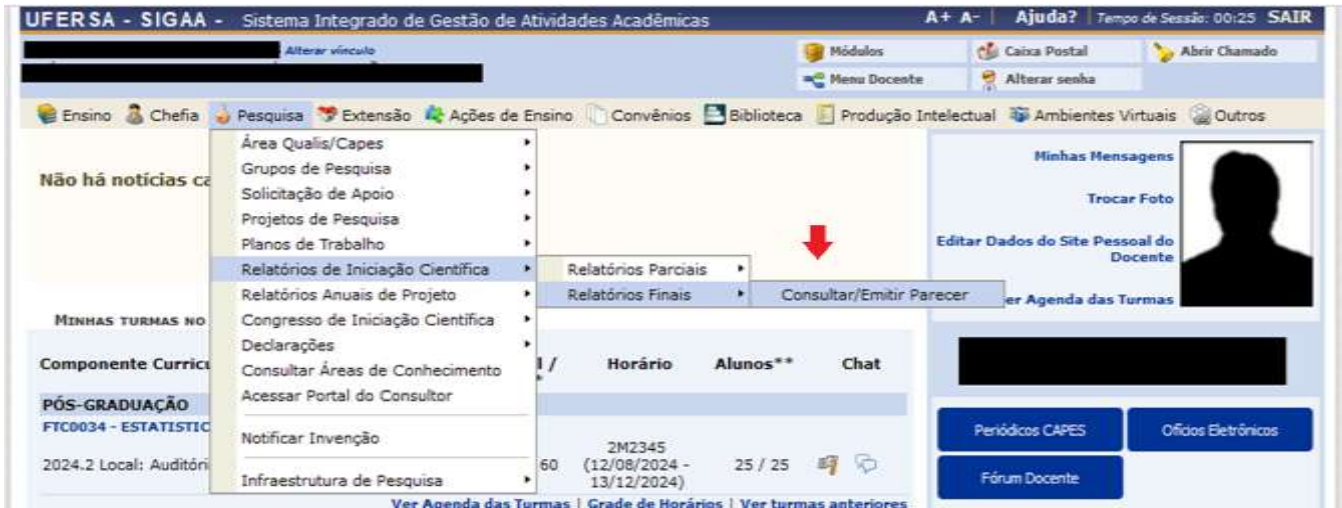 UFERSA - SIGAA - Sistema Integrado de Gestão de Atividades Acadêmicas A+ A- | Ajuda? | Tempo de Sessão: 00:25 SAIR
Alterar vínculo
Módulos Caixa Postal Abrir Chamado
Menu Docente Alterar senha
Ensino Chefia Pesquisa Extensão Ações de Ensino Convênios Biblioteca Produção Intelectual Ambientes Virtuais Outros
Não há notícias
Área Qualis/Capes
Grupos de Pesquisa
Solicitação de Apoio
Projetos de Pesquisa
Planos de Trabalho
Relatórios de Iniciação Científica
Relatórios Anuais de Projeto
Congresso de Iniciação Científica
Declarações
Consultar Áreas de Conhecimento
Acessar Portal do Consultor
Notificar Invenção
Infraestrutura de Pesquisa
Relatórios Parciais
Relatórios Finais
Consultar/Emitir Parecer
Minhas Mensagens
Trocar Foto
Editar Dados do Site Pessoal do
Docente
er Agenda das Turmas
MINHAS TURMAS NO
Componente Curricu l / Horário Alunos** Chat
*
PÓS-GRADUAÇÃO
FTC0034 - ESTATISTIC
2024.2 Local: Auditóri 60 2M2345
(12/08/2024 -
13/12/2024)
25 / 25
Ver Agenda das Turmas | Grade de Horários | Ver turmas anteriores
Periódicos CAPES Ofícios Eletrônicos
Fórum Docente